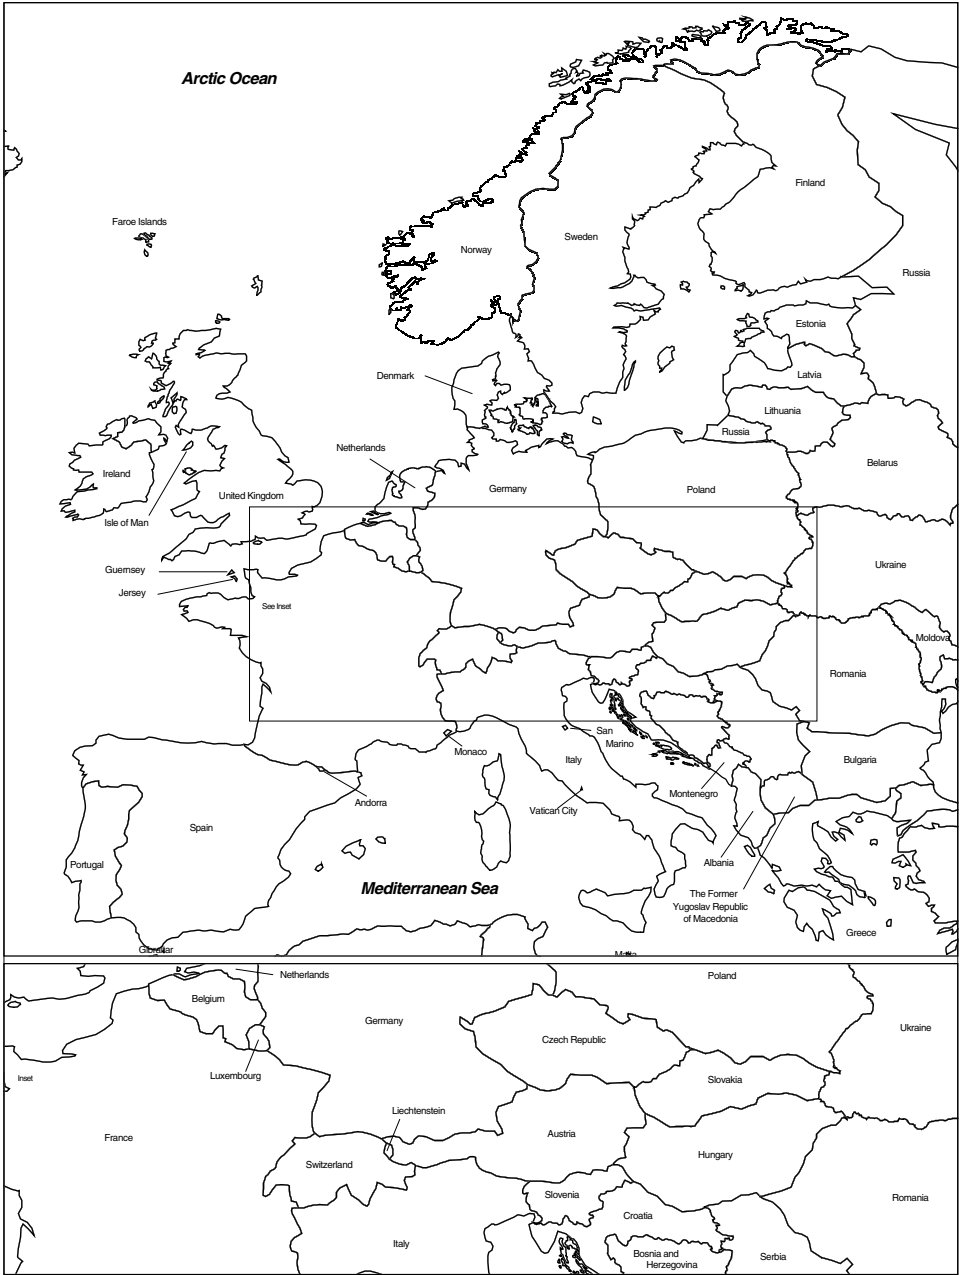 Arctic Ocean
Finland
Faroe Islands
Sweden
Norway
Russia
Estonia
Denmark
Latvia
Lithuania
Russia
Netherlands
Belarus
Ireland
Germany
Poland
United Kingdom
Isle of Man
Ukraine
Guernsey
Jersey
See Inset
Moldova
Romania
San
Marino
Monaco
Italy
Bulgaria
Montenegro
Andorra
Vatican City
Spain
Albania
Portugal
Mediterranean Sea
The Former
Yugoslav Republic
of Macedonia
Greece
Gibraltar
Malta
Netherlands
Poland
Belgium
Germany
Ukraine
Czech Republic
Luxembourg
Inset
Slovakia
Liechtenstein
France
Austria
Hungary
Switzerland
Slovenia
Romania
Croatia
Italy
Bosnia and
Herzegovina
Serbia